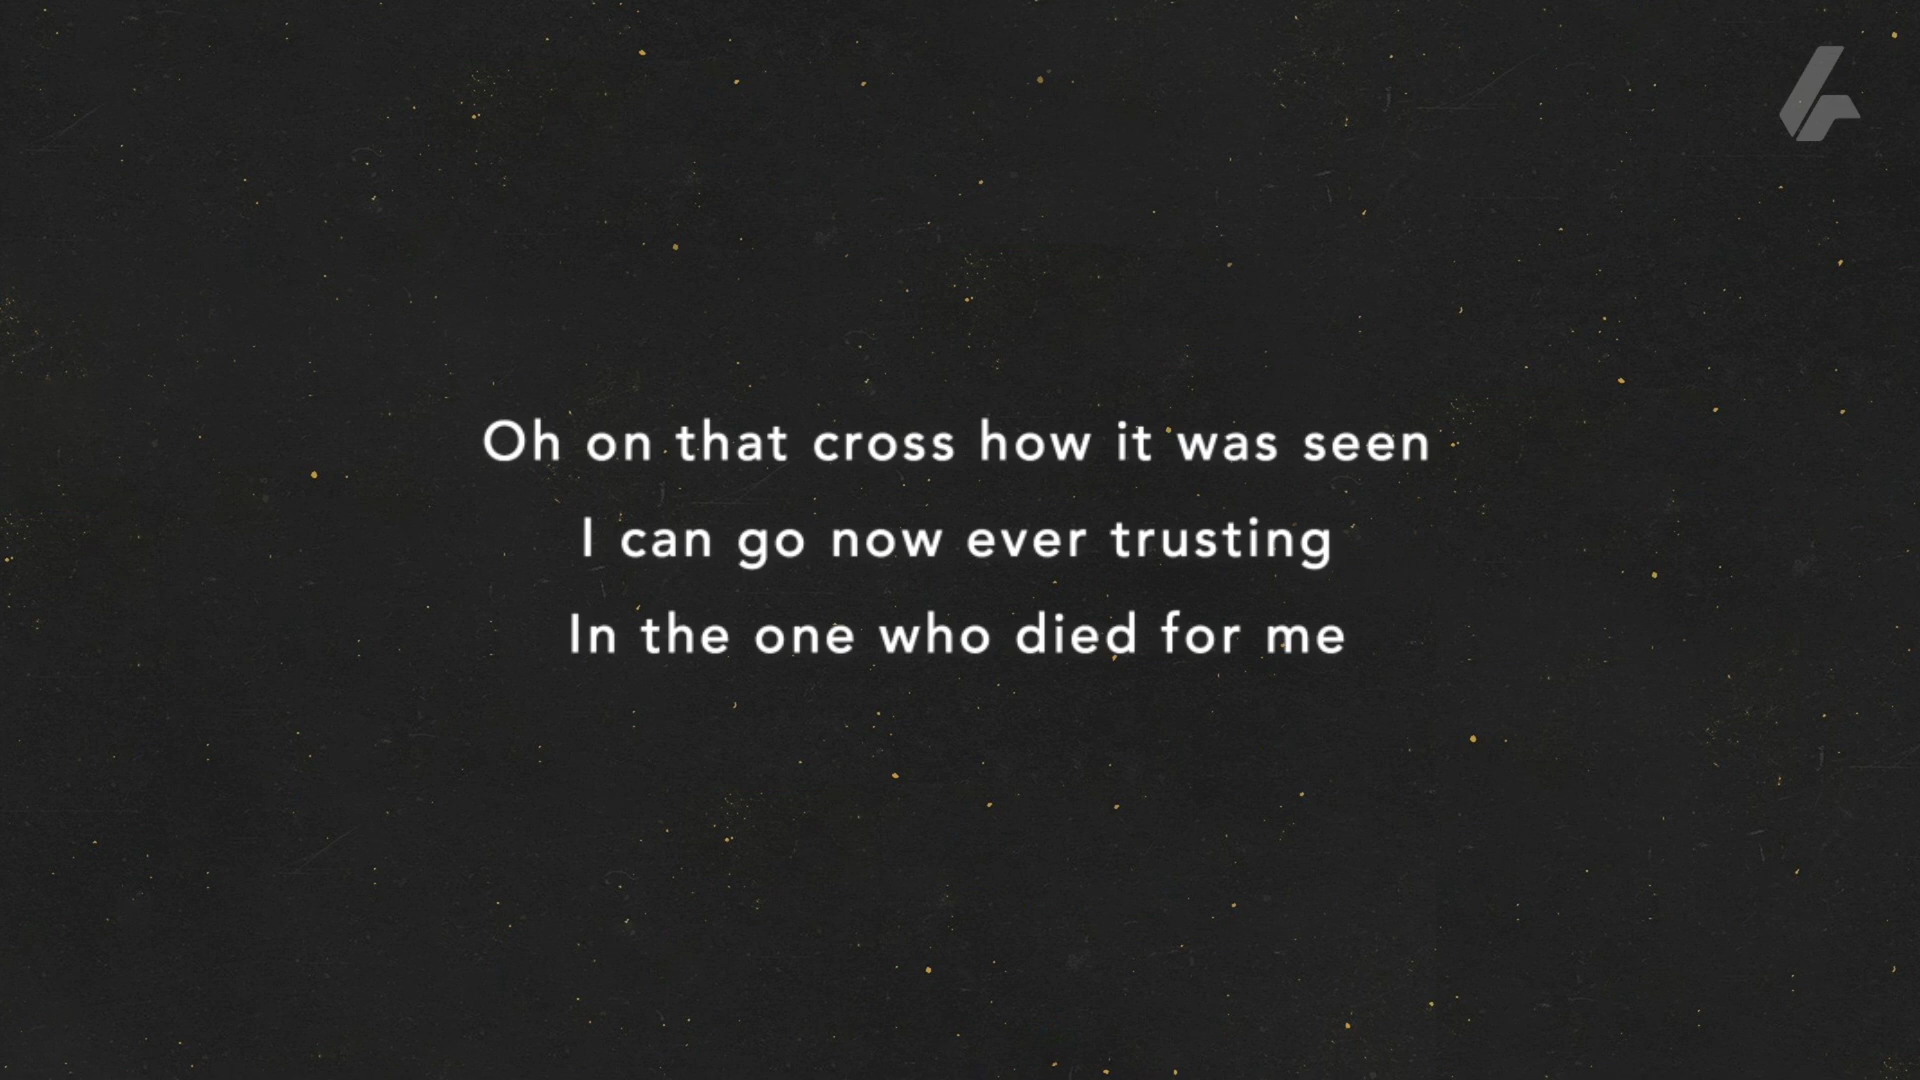 Oh on that cross how it was seen
I can go now ever trusting
In the one who died for me